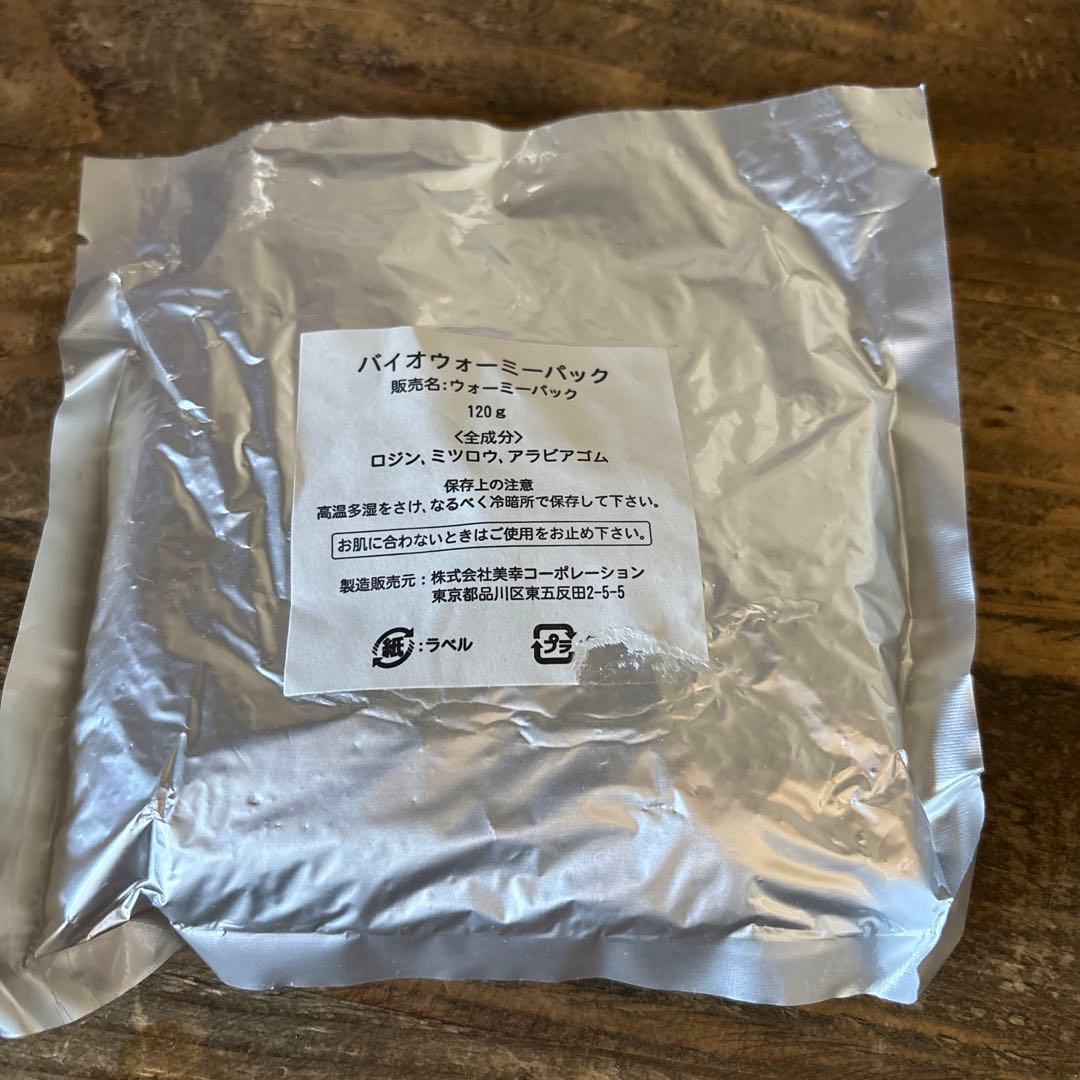 バイオウォーミーパック
販売名:ウォーミーパック
120g
〈全成分〉
ロジン、ミツロウ、アラビアゴム
保存上の注意
高温多湿をさけ、なるべく冷暗所で保存して下さい。
お肌に合わないときはご使用をお止め下さい。
製造販売元:株式会社美幸コーポレーション
東京都品川区東五反田2-5-5
紙:ラベル
プラ